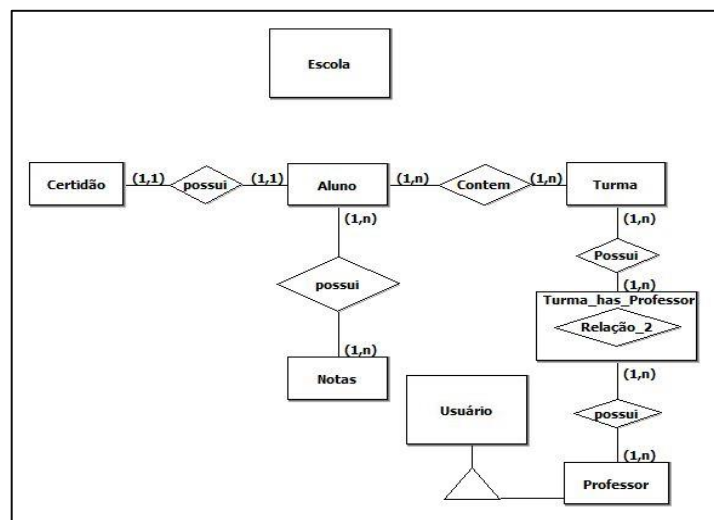 Escola
Certidão (1,1) possui (1,1) Aluno (1,n) Contem (1,n) Turma
(1,n) (1,n)
Possui
possui (1,n)
Turma_has_Professor
Relação_2
(1,n) (1,n)
Notas
Usuário possui
(1,n)
Professor